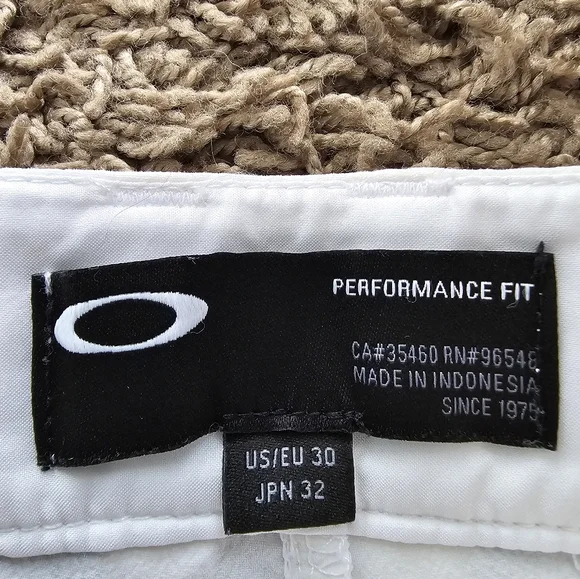 PERFORMANCE FIT
CA#35460 RN#96548
MADE IN INDONESIA
SINCE 1975
US/EU 30
JPN 32